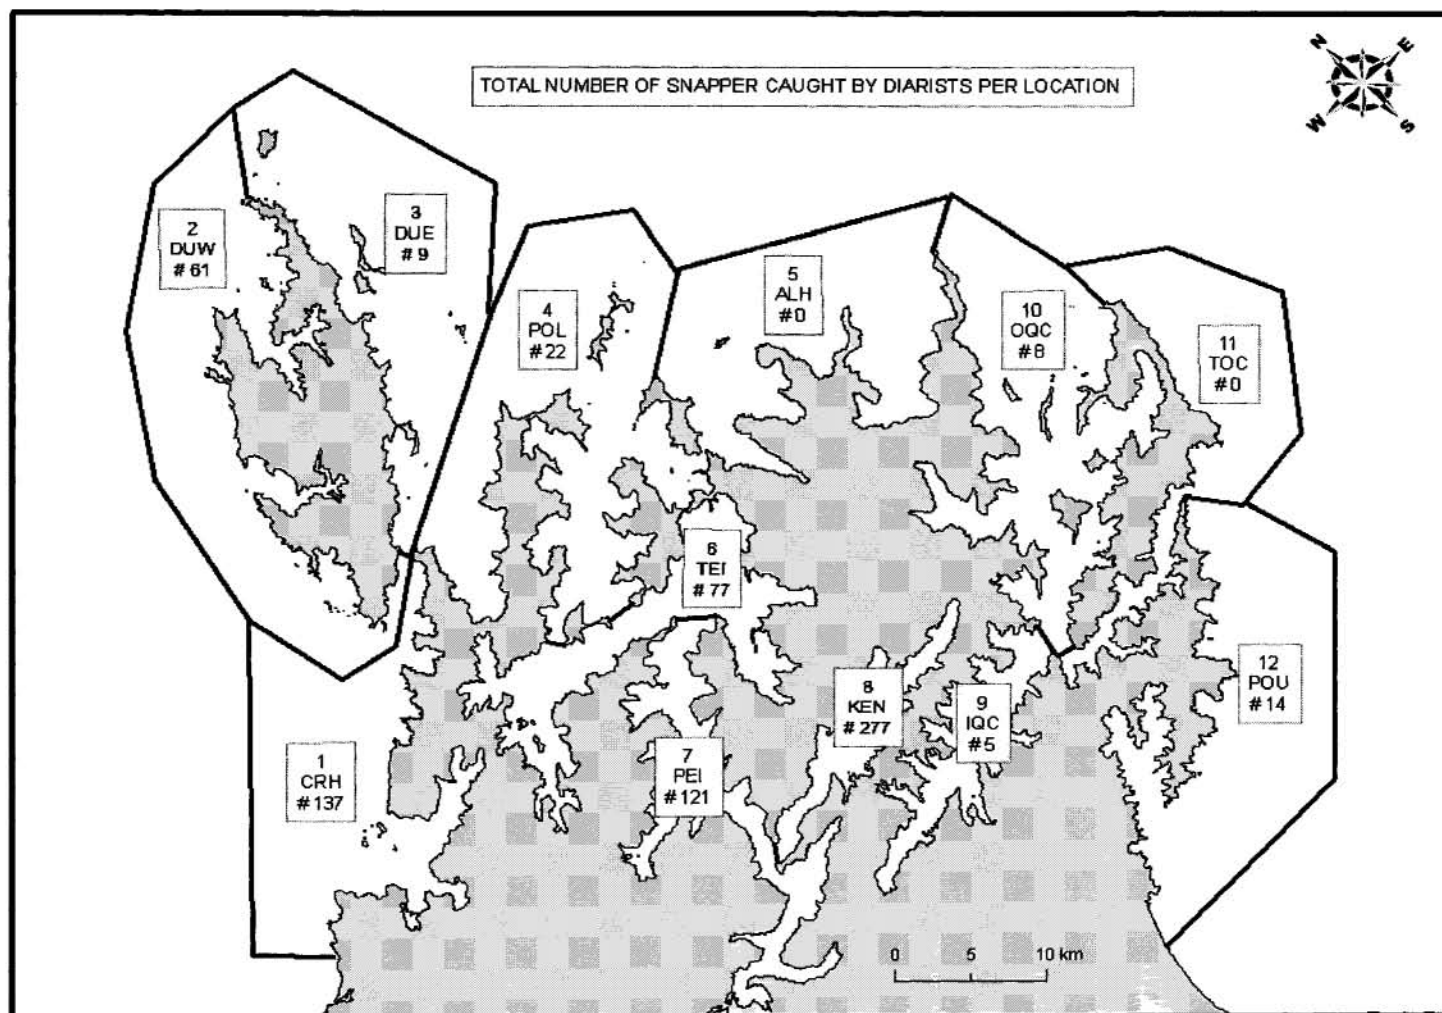 TOTAL NUMBER OF SNAPPER CAUGHT BY DIARISTS PER LOCATION
N
E
W
S
2
DUW
# 61
3
DUE
# 9
4
POL
# 22
5
ALH
#0
10
OQC
# 8
11
TOC
#0
6
TEI
# 77
12
POU
# 14
8
KEN
# 277
9
IQC
#5
1
CRH
# 137
7
PEI
# 121
0 5 10 km